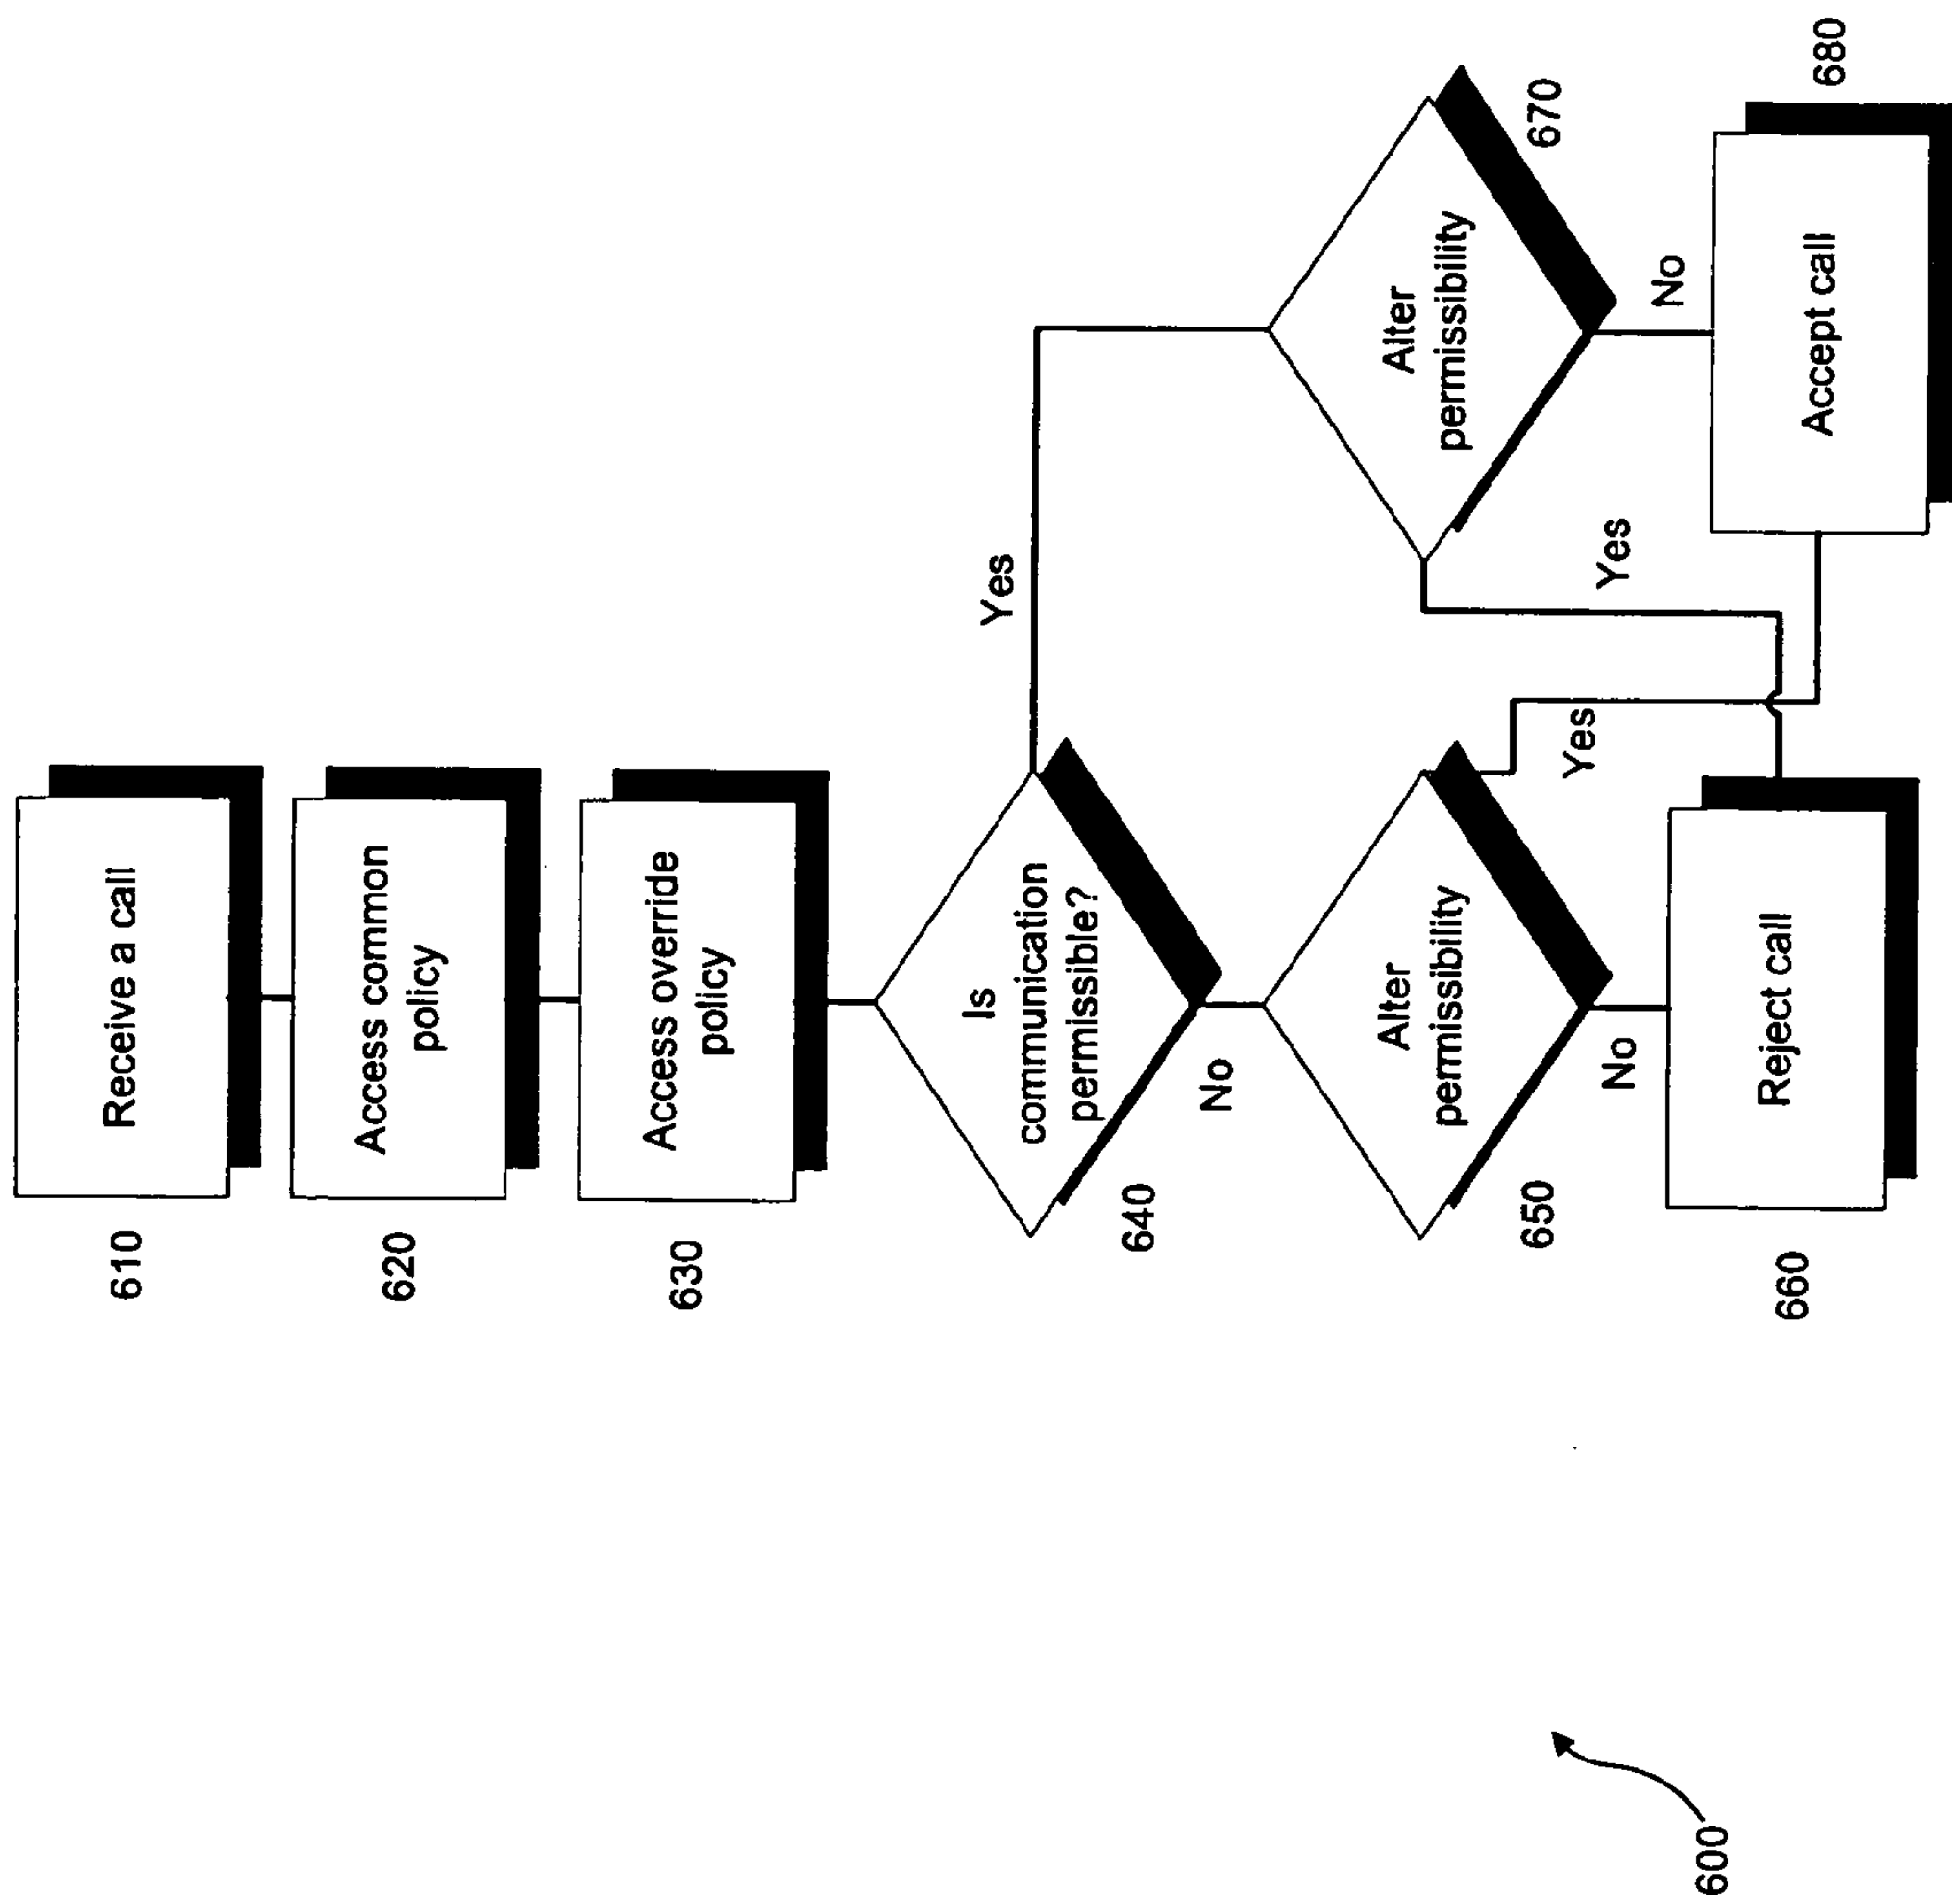 610
Receive a call
620
Access common
policy
630
Access override
policy
Is
communication
permissible?
640
Yes
No
Alter
permissibility
650
Yes
No
Reject call
660
Alter
permissibility
670
Yes
No
Accept call
680
600